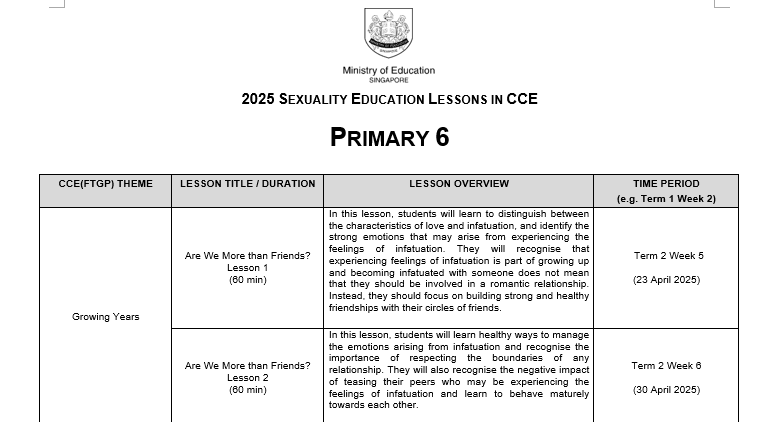 Ministry of Education
SINGAPORE
2025 SEXUALITY EDUCATION LESSONS IN CCE
PRIMARY 6
CCE(FTGP) THEME
LESSON TITLE / DURATION
LESSON OVERVIEW
TIME PERIOD
(e.g. Term 1 Week 2)
Growing Years
Are We More than Friends?
Lesson 1
(60 min)
In this lesson, students will learn to distinguish between
the characteristics of love and infatuation, and identify the
strong emotions that may arise from experiencing the
feelings of infatuation. They will recognise that
experiencing feelings of infatuation is part of growing up
and becoming infatuated with someone does not mean
that they should be involved in a romantic relationship.
Instead, they should focus on building strong and healthy
friendships with their circles of friends.
Term 2 Week 5
(23 April 2025)
Are We More than Friends?
Lesson 2
(60 min)
In this lesson, students will learn healthy ways to manage
the emotions arising from infatuation and recognise the
importance of respecting the boundaries of any
relationship. They will also recognise the negative impact
of teasing their peers who may be experiencing the
feelings of infatuation and learn to behave maturely
towards each other.
Term 2 Week 6
(30 April 2025)